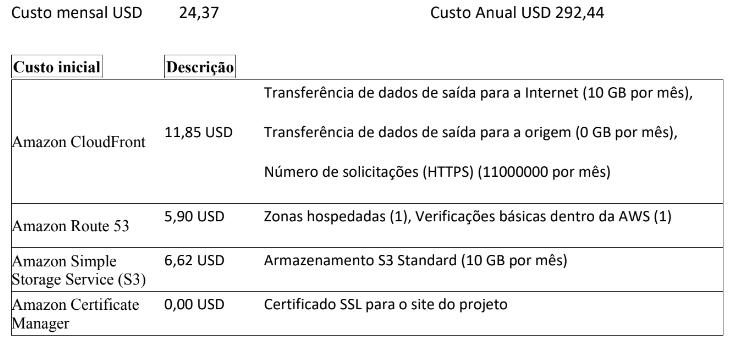 Custo mensal USD 24,37 Custo Anual USD 292,44
Custo inicial Descrição
Transferência de dados de saída para a Internet (10 GB por mês),
Amazon CloudFront 11,85 USD Transferência de dados de saída para a origem (0 GB por mês),
Número de solicitações (HTTPS) (11000000 por mês)
Amazon Route 53 5,90 USD Zonas hospedadas (1), Verificações básicas dentro da AWS (1)
Amazon Simple 6,62 USD Armazenamento S3 Standard (10 GB por mês)
Storage Service (S3)
Amazon Certificate 0,00 USD Certificado SSL para o site do projeto
Manager